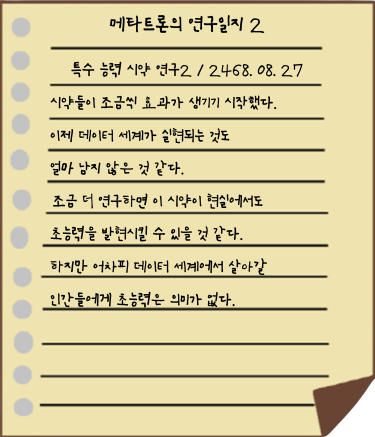 메타트론의 연구일지 2
특수 능력 시약 연구2 / 2468. 08. 27
시약들이 조금씩 효과가 생기기 시작했다.
이제 데이터 세계가 실현되는 것도
얼마 남지 않은 것 같다.
조금 더 연구하면 이 시약이 현실에서도
초능력을 발현시킬 수 있을 것 같다.
하지만 어차피 데이터 세계에서 살아갈
인간들에게 초능력은 의미가 없다.